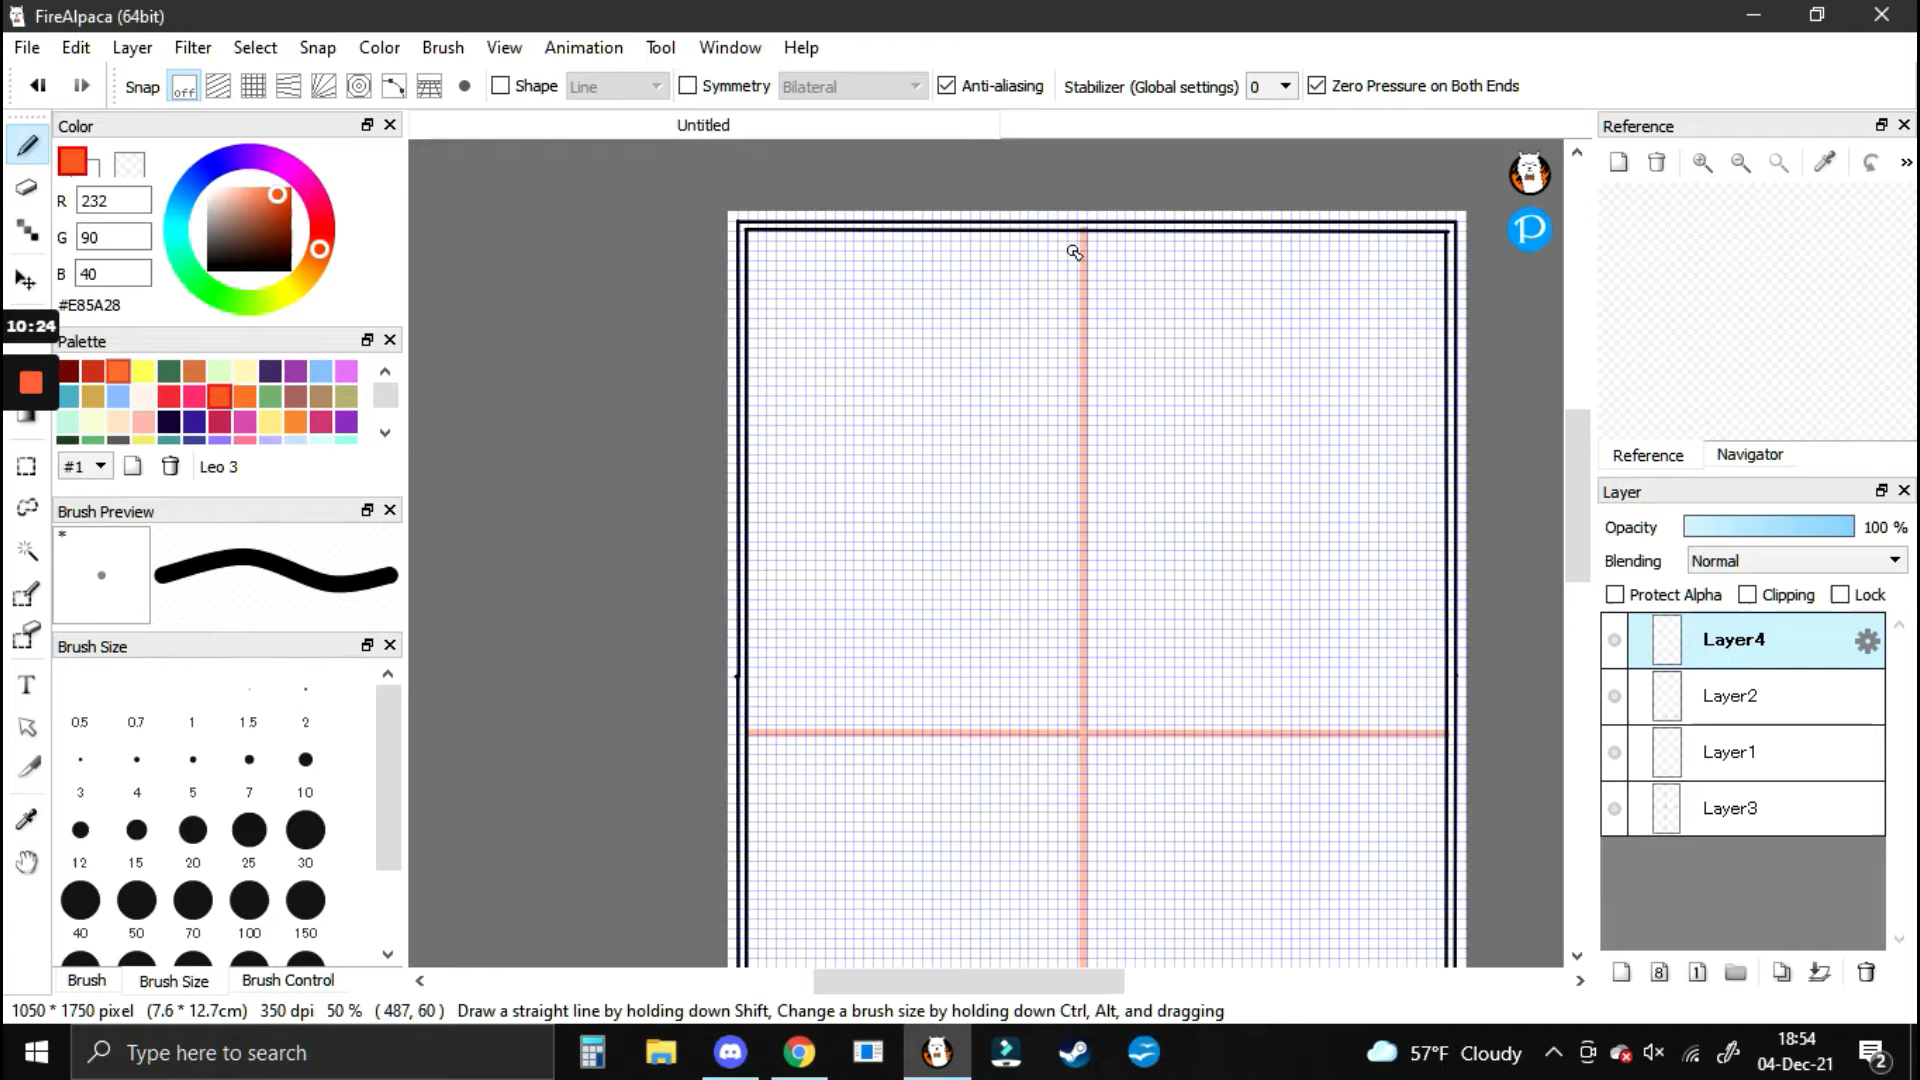 FireAlpaca (64bit)
File Edit Layer Filter Select Snap Color Brush View Animation Tool Window Help
Snap off Shape Line Symmetry Bilateral Anti-aliasing Stabilizer (Global settings) 0 Zero Pressure on Both Ends
Color
Untitled
Reference
R 232
G 90
B 40
#E85A28
10:24
Palette
#1 Leo 3
Brush Preview
*
Brush Size
0.5 0.7 1 1.5 2
3 4 5 7 10
12 15 20 25 30
40 50 70 100 150
Brush Brush Size Brush Control
P
»
Reference Navigator
Layer
Opacity 100 %
Blending Normal
Protect Alpha Clipping Lock
Layer4
Layer2
Layer1
Layer3
8 1
1050 * 1750 pixel (7.6 * 12.7cm) 350 dpi 50 % ( 487, 60 ) Draw a straight line by holding down Shift, Change a brush size by holding down Ctrl, Alt, and dragging
Type here to search
57°F Cloudy
18:54
04-Dec-21
2